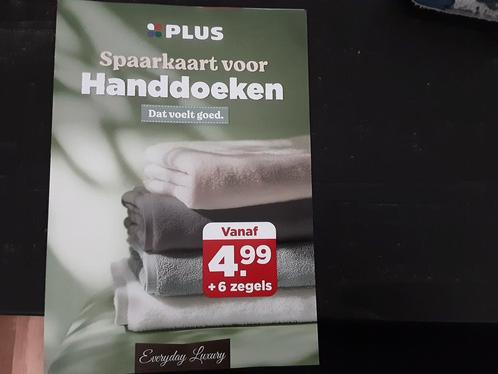 PLUS
Spaarkaart voor
Handdoeken
Dat voelt goed.
Vanaf
4.99
+ 6 zegels
Everyday Luxury